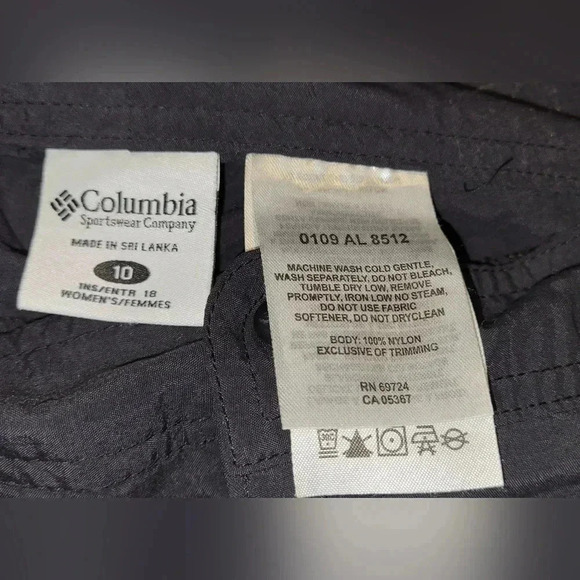 Columbia
Sportswear Company
MADE IN SRI LANKA
10
INS/ENTR 18
WOMEN'S/FEMMES
0109 AL 8512
MACHINE WASH COLD GENTLE,
WASH SEPARATELY, DO NOT BLEACH,
TUMBLE DRY LOW, REMOVE
PROMPTLY, IRON LOW NO STEAM,
DO NOT USE FABRIC
SOFTENER, DO NOT DRYCLEAN
BODY: 100% NYLON
EXCLUSIVE OF TRIMMING
RN 69724
CA 05367
30C